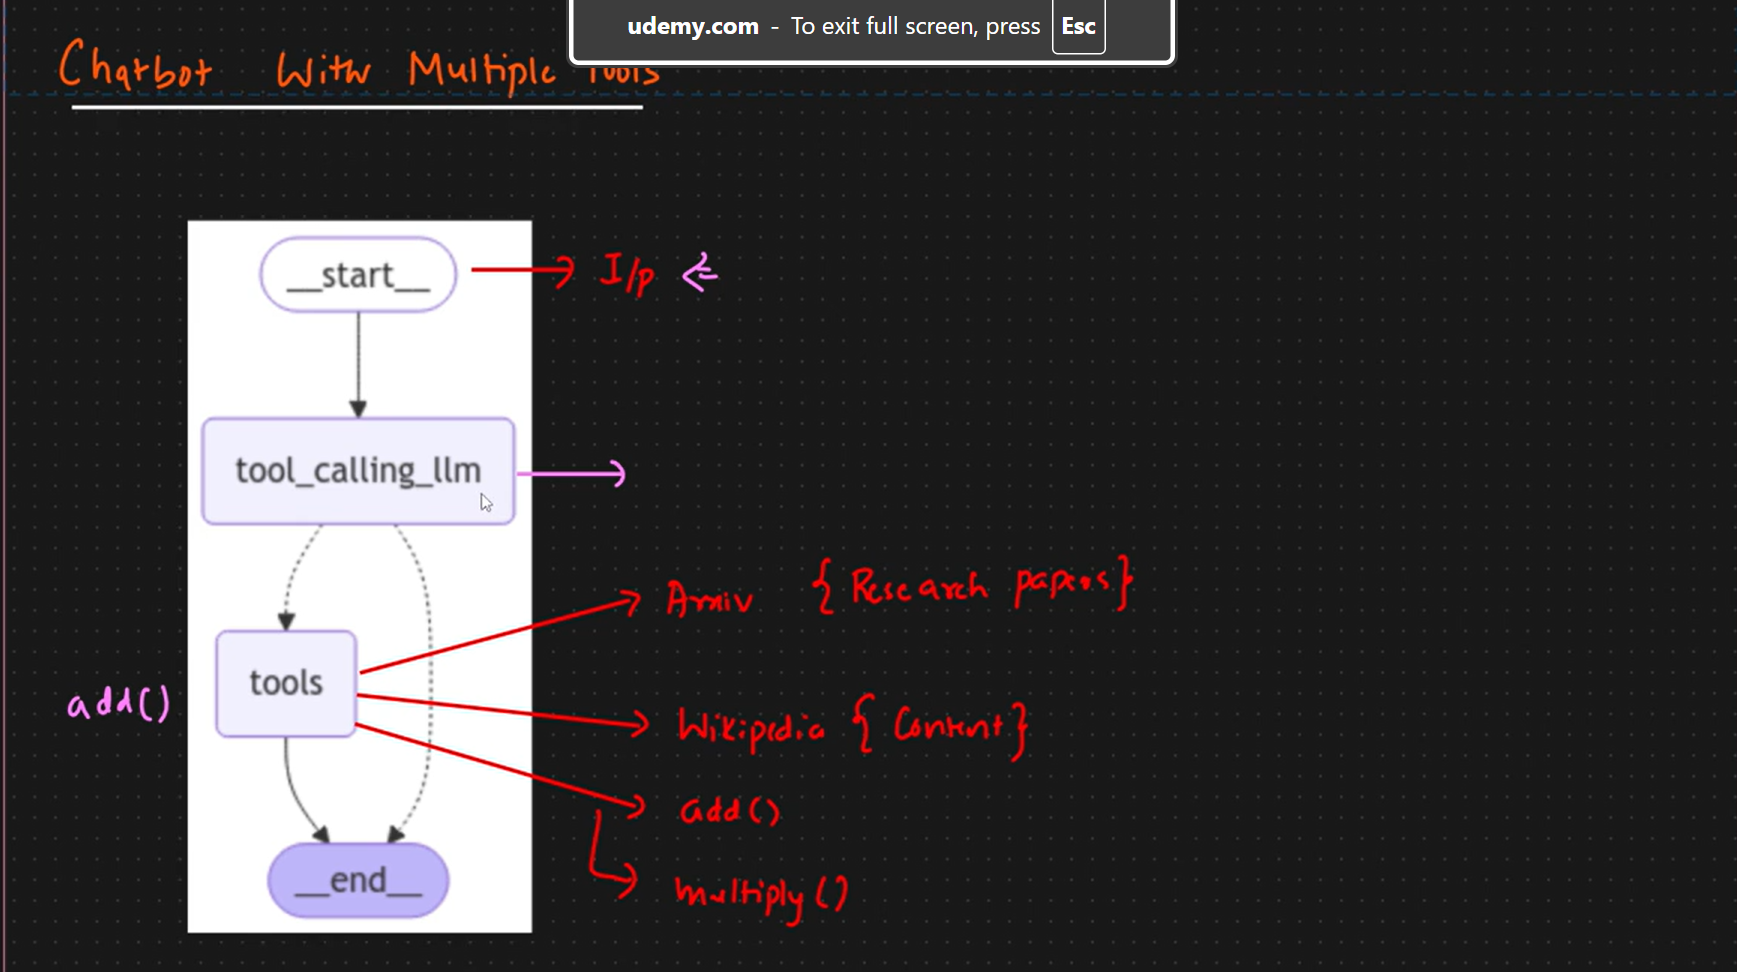 udemy.com - To exit full screen, press Esc
Chatbot With Multiple Tools
__start__
I/p
tool_calling_llm
Arxiv { Research papers}
tools
add()
Wikipedia { Content }
add()
__end__
multiply()